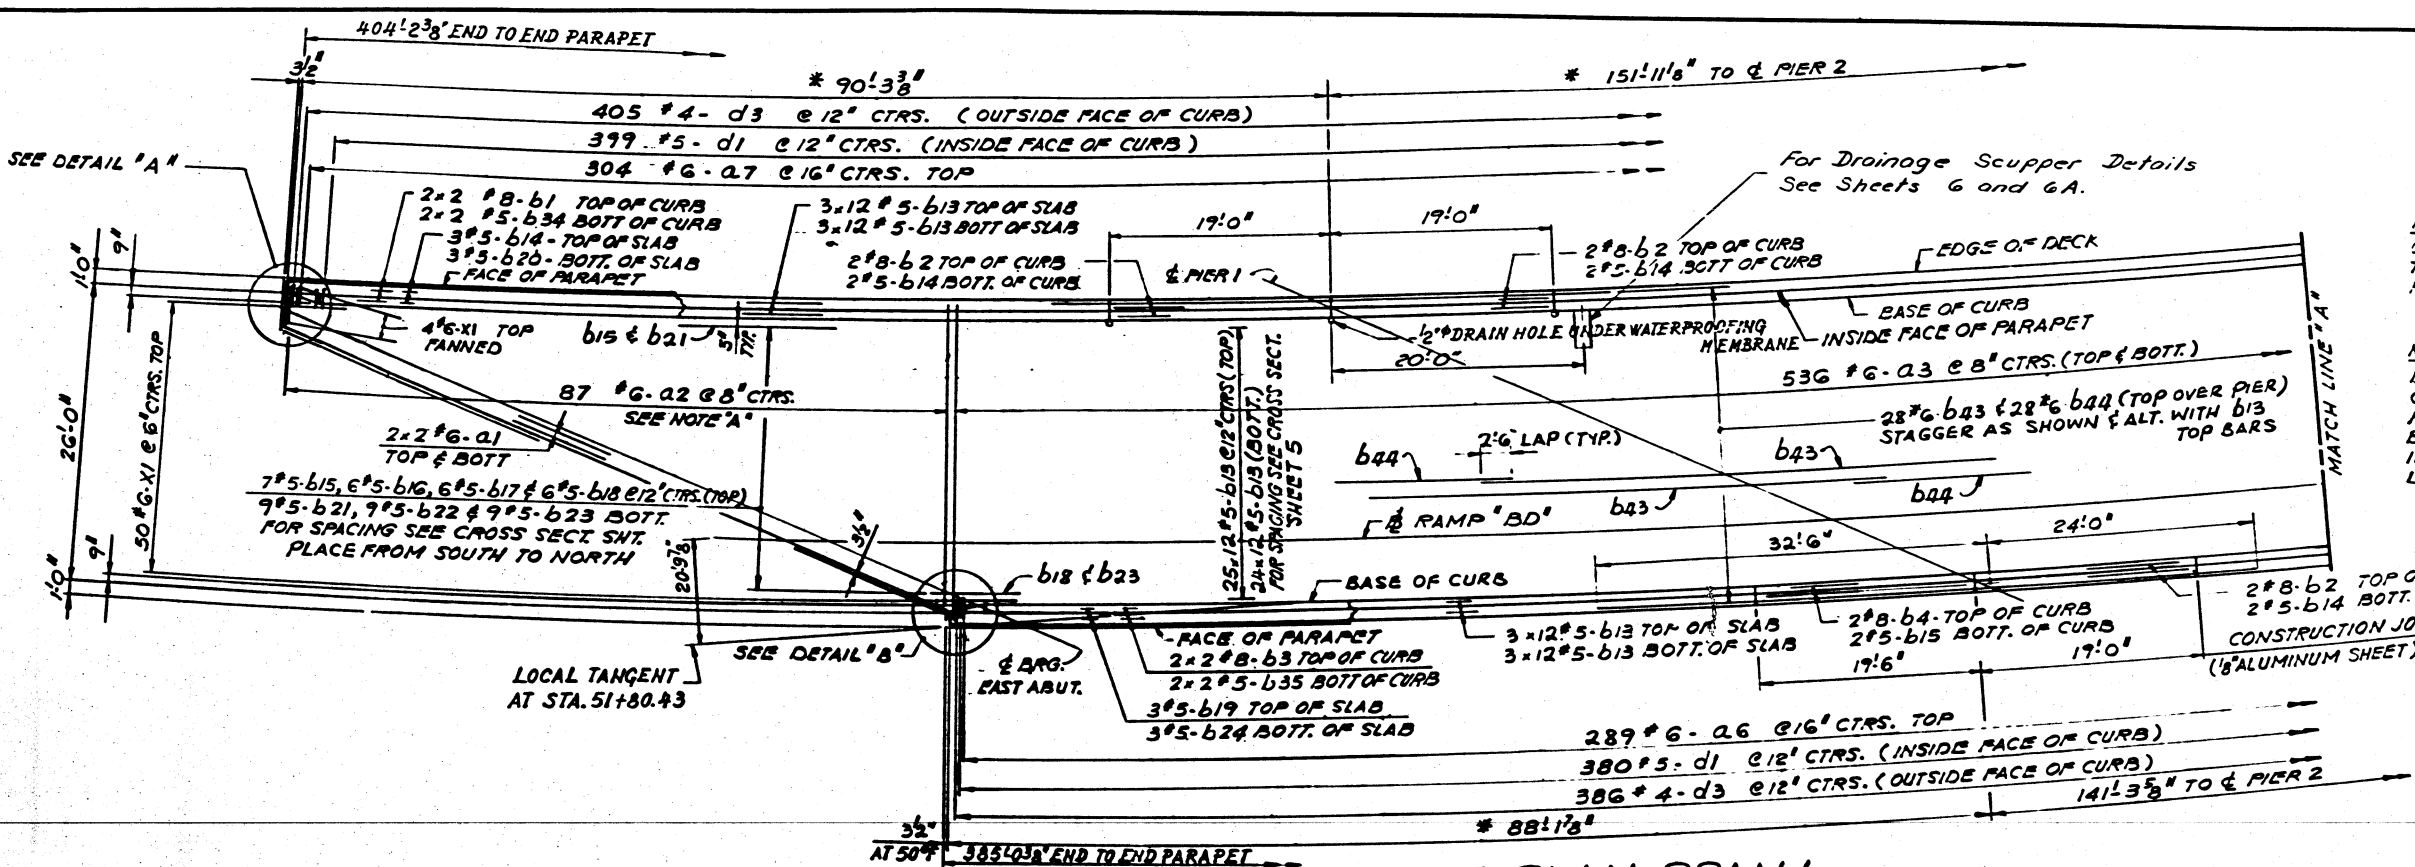 404'-2 3/8" END TO END PARAPET
3 1/2"
* 90'-3 3/8"
* 151'-11 1/8" TO ℄ PIER 2
405 #4 - d3 @ 12" CTRS. (OUTSIDE FACE OF CURB)
399 #5 - d1 @ 12" CTRS. (INSIDE FACE OF CURB)
304 #6 - a7 @ 16" CTRS. TOP
SEE DETAIL "A"
For Drainage Scupper Details
See Sheets 6 and 6A.
2x2 #8-b1 TOP OF CURB
2x2 #5-b34 BOTT OF CURB
3#5-b14 - TOP OF SLAB
3#5-b20 - BOTT. OF SLAB
FACE OF PARAPET
3x12 #5-b13 TOP OF SLAB
3x12 #5-b13 BOTT OF SLAB
19'-0"
19'-0"
2#8-b2 TOP OF CURB
2#5-b14 BOTT OF CURB
℄ PIER 1
2#8-b2 TOP OF CURB
2#5-b14 BOTT OF CURB
EDGE OF DECK
1'-0"
9"
4#6-X1 TOP
FANNED
b15 & b21
5"
TYP.
BASE OF CURB
INSIDE FACE OF PARAPET
1/2"φ DRAIN HOLE UNDER WATERPROOFING
MEMBRANE
20'-0"
MATCH LINE "A"
26'-0"
50 #6-X1 @ 6" CTRS. TOP
87 #6-a2 @ 8" CTRS.
SEE NOTE "A"
536 #6-a3 @ 8" CTRS. (TOP & BOTT.)
25x12 #5-b13 @ 12" CTRS (TOP)
24x12 #5-b13 (BOTT.)
FOR SPACING SEE CROSS SECT.
SHEET 5
28#6-b43 & 28#6 b44 (TOP OVER PIER)
STAGGER AS SHOWN & ALT. WITH b13
TOP BARS
2x2 #6-a1
TOP & BOTT
2'-6" LAP (TYP.)
b44
b43
b43
b44
7#5-b15, 6#5-b16, 6#5-b17 & 6#5-b18 @ 12" CTRS. (TOP)
9#5-b21, 9#5-b22 & 9#5-b23 BOTT.
FOR SPACING SEE CROSS SECT. SHT.
PLACE FROM SOUTH TO NORTH
℄ RAMP "BD"
32'-6"
24'-0"
9"
1'-0"
3 1/2"
20'-9 7/8"
b18 & b23
BASE OF CURB
LOCAL TANGENT
AT STA. 51+80.43
SEE DETAIL "B"
℄ BRG.
EAST ABUT.
FACE OF PARAPET
2x2 #8-b3 TOP OF CURB
2x2 #5-b35 BOTT OF CURB
3#5-b19 TOP OF SLAB
3#5-b24 BOTT. OF SLAB
3x12 #5-b13 TOP OF SLAB
3x12 #5-b13 BOTT. OF SLAB
2#8-b4 - TOP OF CURB
2#5-b15 BOTT. OF CURB
19'-6"
19'-0"
2#8-b2 TOP
2#5-b14 BOTT.
CONSTRUCTION JO
(1/8" ALUMINUM SHEET)
289 #6 - a6 @ 16" CTRS. TOP
380 #5 - d1 @ 12" CTRS. (INSIDE FACE OF CURB)
386 #4 - d3 @ 12" CTRS. (OUTSIDE FACE OF CURB)
141'-3 5/8" TO ℄ PIER 2
* 88'-1 7/8"
3 1/2"
AT 50°F
385'-0 3/8" END TO END PARAPET